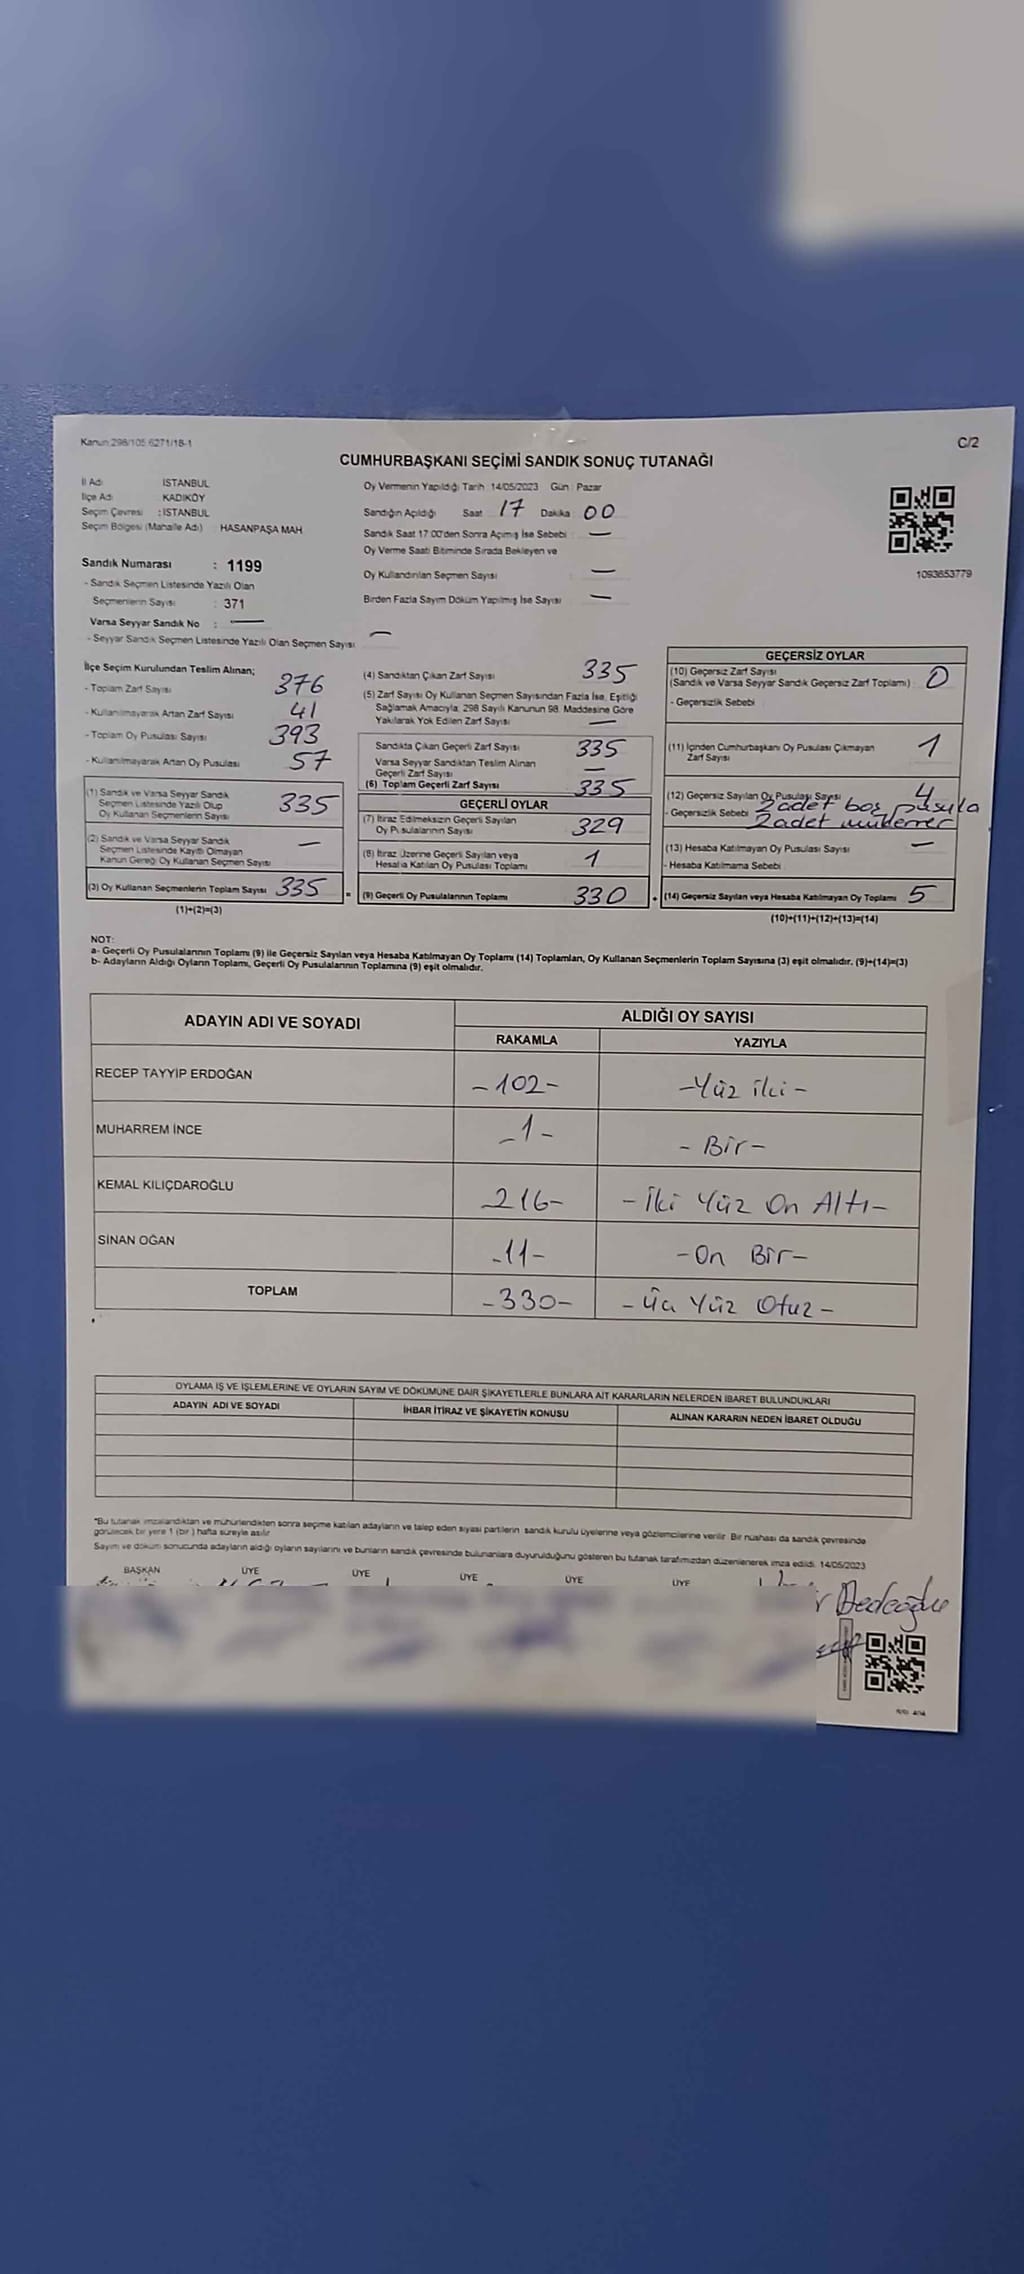 Kanun 298/105 6271/18-1
C/2
CUMHURBAŞKANI SEÇİMİ SANDIK SONUÇ TUTANAĞI
İl Adı İSTANBUL
İlçe Adı KADIKÖY
Seçim Çevresi : İSTANBUL
Seçim Bölgesi (Mahalle Adı) HASANPAŞA MAH
Sandık Numarası : 1199
- Sandık Seçmen Listesinde Yazılı Olan
Seçmenlerin Sayısı : 371
Varsa Seyyar Sandık No : —
- Seyyar Sandık Seçmen Listesinde Yazılı Olan Seçmen Sayısı —
Oy Vermenin Yapıldığı Tarih 14/05/2023 Gün Pazar
Sandığın Açıldığı Saat 17 Dakika 00
Sandık Saat 17:00'den Sonra Açılmış İse Sebebi —
Oy Verme Saati Bitiminde Sırada Bekleyen ve
Oy Kullandırılan Seçmen Sayısı : —
Birden Fazla Sayım Döküm Yapılmış İse Sayısı —
1093653779
İlçe Seçim Kurulundan Teslim Alınan;
- Toplam Zarf Sayısı 376
- Kullanılmayarak Artan Zarf Sayısı 41
- Toplam Oy Pusulası Sayısı 393
- Kullanılmayarak Artan Oy Pusulası 57
(1) Sandık ve Varsa Seyyar Sandık
Seçmen Listesinde Yazılı Olup
Oy Kullanan Seçmenlerin Sayısı 335
(2) Sandık ve Varsa Seyyar Sandık
Seçmen Listesinde Kayıtlı Olmayan
Kanun Gereği Oy Kullanan Seçmen Sayısı —
(3) Oy Kullanan Seçmenlerin Toplam Sayısı 335
(1)+(2)=(3)
(4) Sandıktan Çıkan Zarf Sayısı 335
(5) Zarf Sayısı Oy Kullanan Seçmen Sayısından Fazla İse, Eşitliği
Sağlamak Amacıyla; 298 Sayılı Kanunun 98. Maddesine Göre
Yakılarak Yok Edilen Zarf Sayısı —
Sandıkta Çıkan Geçerli Zarf Sayısı 335
Varsa Seyyar Sandıktan Teslim Alınan
Geçerli Zarf Sayısı —
(6) Toplam Geçerli Zarf Sayısı 335
GEÇERLİ OYLAR
(7) İtiraz Edilmeksizin Geçerli Sayılan
Oy Pusulalarının Sayısı 329
(8) İtiraz Üzerine Geçerli Sayılan veya
Hesaba Katılan Oy Pusulası Toplamı 1
(9) Geçerli Oy Pusulalarının Toplamı 330
GEÇERSİZ OYLAR
(10) Geçersiz Zarf Sayısı
(Sandık ve Varsa Seyyar Sandık Geçersiz Zarf Toplamı) : 0
- Geçersizlik Sebebi
(11) İçinden Cumhurbaşkanı Oy Pusulası Çıkmayan
Zarf Sayısı 1
(12) Geçersiz Sayılan Oy Pusulası Sayısı 4
- Geçersizlik Sebebi 2 adet boş pusula
2 adet mükerrer
(13) Hesaba Katılmayan Oy Pusulası Sayısı —
- Hesaba Katılmama Sebebi
(14) Geçersiz Sayılan veya Hesaba Katılmayan Oy Toplamı 5
(10)+(11)+(12)+(13)=(14)
NOT:
a- Geçerli Oy Pusulalarının Toplamı (9) ile Geçersiz Sayılan veya Hesaba Katılmayan Oy Toplamı (14) Toplamları, Oy Kullanan Seçmenlerin Toplam Sayısına (3) eşit olmalıdır. (9)+(14)=(3)
b- Adayların Aldığı Oyların Toplamı, Geçerli Oy Pusulalarının Toplamına (9) eşit olmalıdır.
ADAYIN ADI VE SOYADI
ALDIĞI OY SAYISI
RAKAMLA YAZIYLA
RECEP TAYYİP ERDOĞAN -102- -Yüz iki-
MUHARREM İNCE -1- -Bir-
KEMAL KILIÇDAROĞLU -216- -İki Yüz On Altı-
SİNAN OĞAN -11- -On Bir-
TOPLAM -330- -Üç Yüz Otuz-
OYLAMA İŞ VE İŞLEMLERİNE VE OYLARIN SAYIM VE DÖKÜMÜNE DAİR ŞİKAYETLERLE BUNLARA AİT KARARLARIN NELERDEN İBARET BULUNDUKLARI
ADAYIN ADI VE SOYADI İHBAR İTİRAZ VE ŞİKAYETİN KONUSU ALINAN KARARIN NEDEN İBARET OLDUĞU
"Bu tutanak imzalandıktan ve mühürlendikten sonra seçime katılan adayların ve talep eden siyasi partilerin sandık kurulu üyelerine veya gözlemcilerine verilir. Bir nüshası da sandık çevresinde
görülecek bir yere 1 (bir) hafta süreyle asılır
Sayım ve döküm sonucunda adayların aldığı oyların sayılarını ve bunların sandık çevresinde bulunanlara duyurulduğunu gösteren bu tutanak tarafımızdan düzenlenerek imza edildi. 14/05/2023
BAŞKAN ÜYE ÜYE ÜYE ÜYE ÜYE
Dedeoğlu